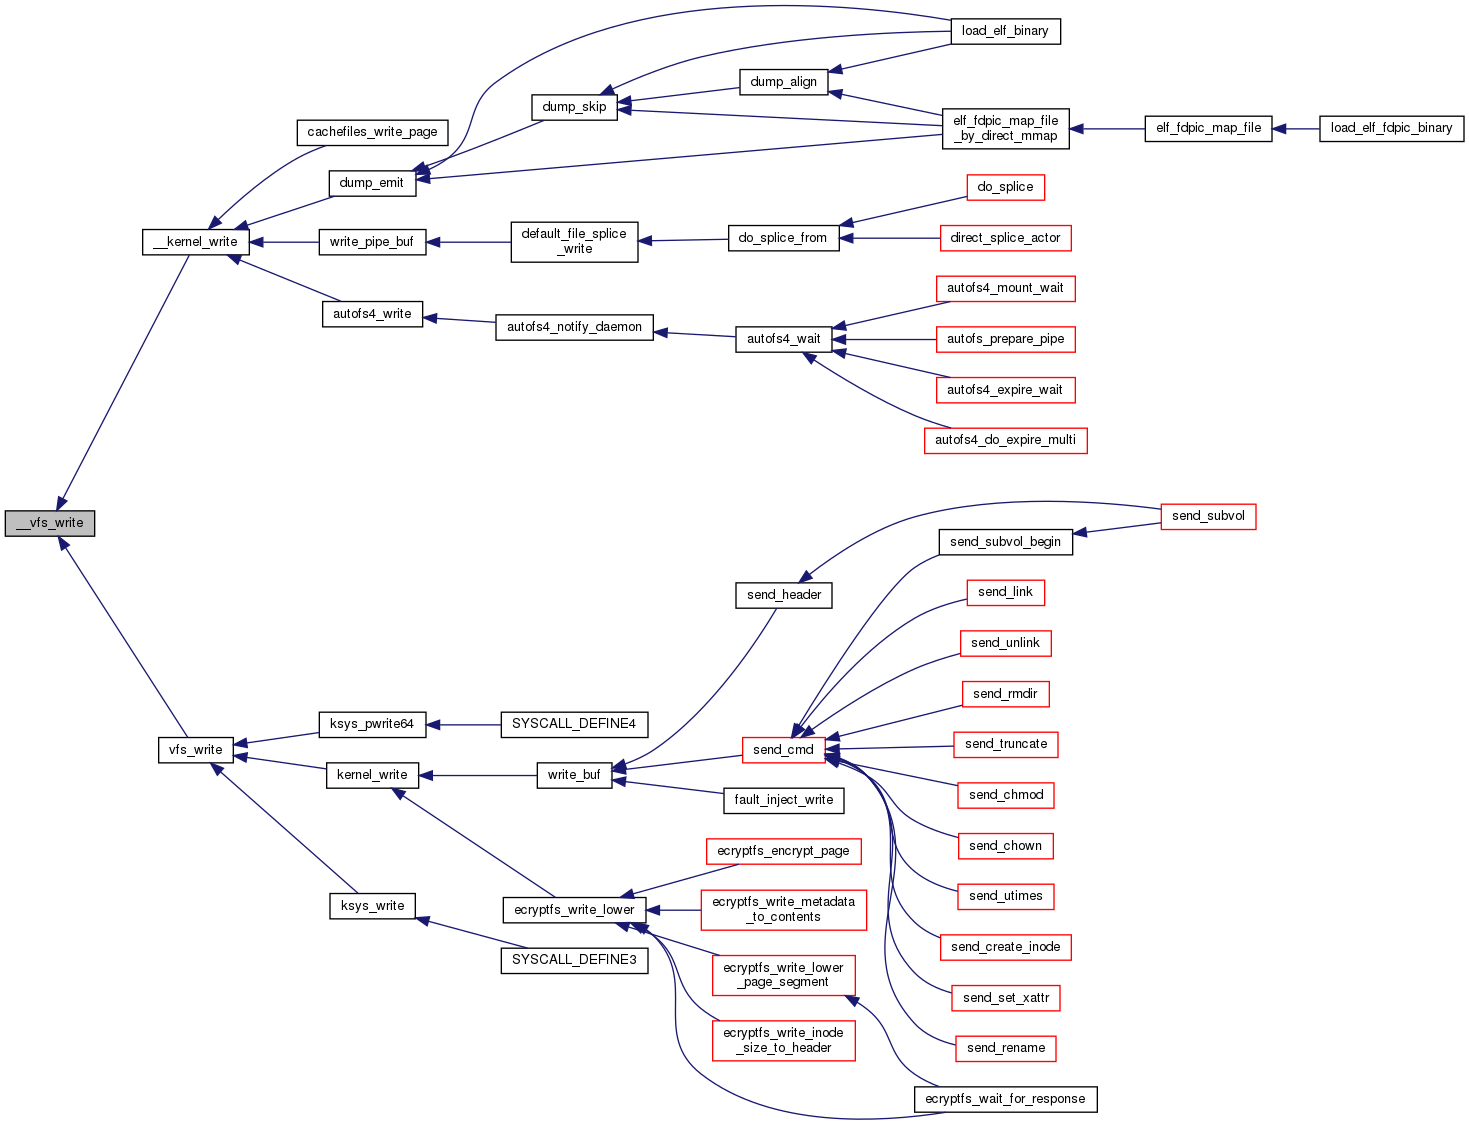 load_elf_binary
dump_align
dump_skip
cachefiles_write_page
elf_fdpic_map_file
_by_direct_mmap
elf_fdpic_map_file
load_elf_fdpic_binary
dump_emit
do_splice
__kernel_write
write_pipe_buf
default_file_splice
_write
do_splice_from
direct_splice_actor
autofs4_mount_wait
autofs4_write
autofs4_notify_daemon
autofs4_wait
autofs_prepare_pipe
autofs4_expire_wait
autofs4_do_expire_multi
__vfs_write
send_subvol
send_subvol_begin
send_header
send_link
send_unlink
send_rmdir
ksys_pwrite64
SYSCALL_DEFINE4
vfs_write
send_cmd
send_truncate
kernel_write
write_buf
send_chmod
fault_inject_write
send_chown
ecryptfs_encrypt_page
send_utimes
ksys_write
ecryptfs_write_lower
ecryptfs_write_metadata
_to_contents
send_create_inode
SYSCALL_DEFINE3
ecryptfs_write_lower
_page_segment
send_set_xattr
ecryptfs_write_inode
_size_to_header
send_rename
ecryptfs_wait_for_response